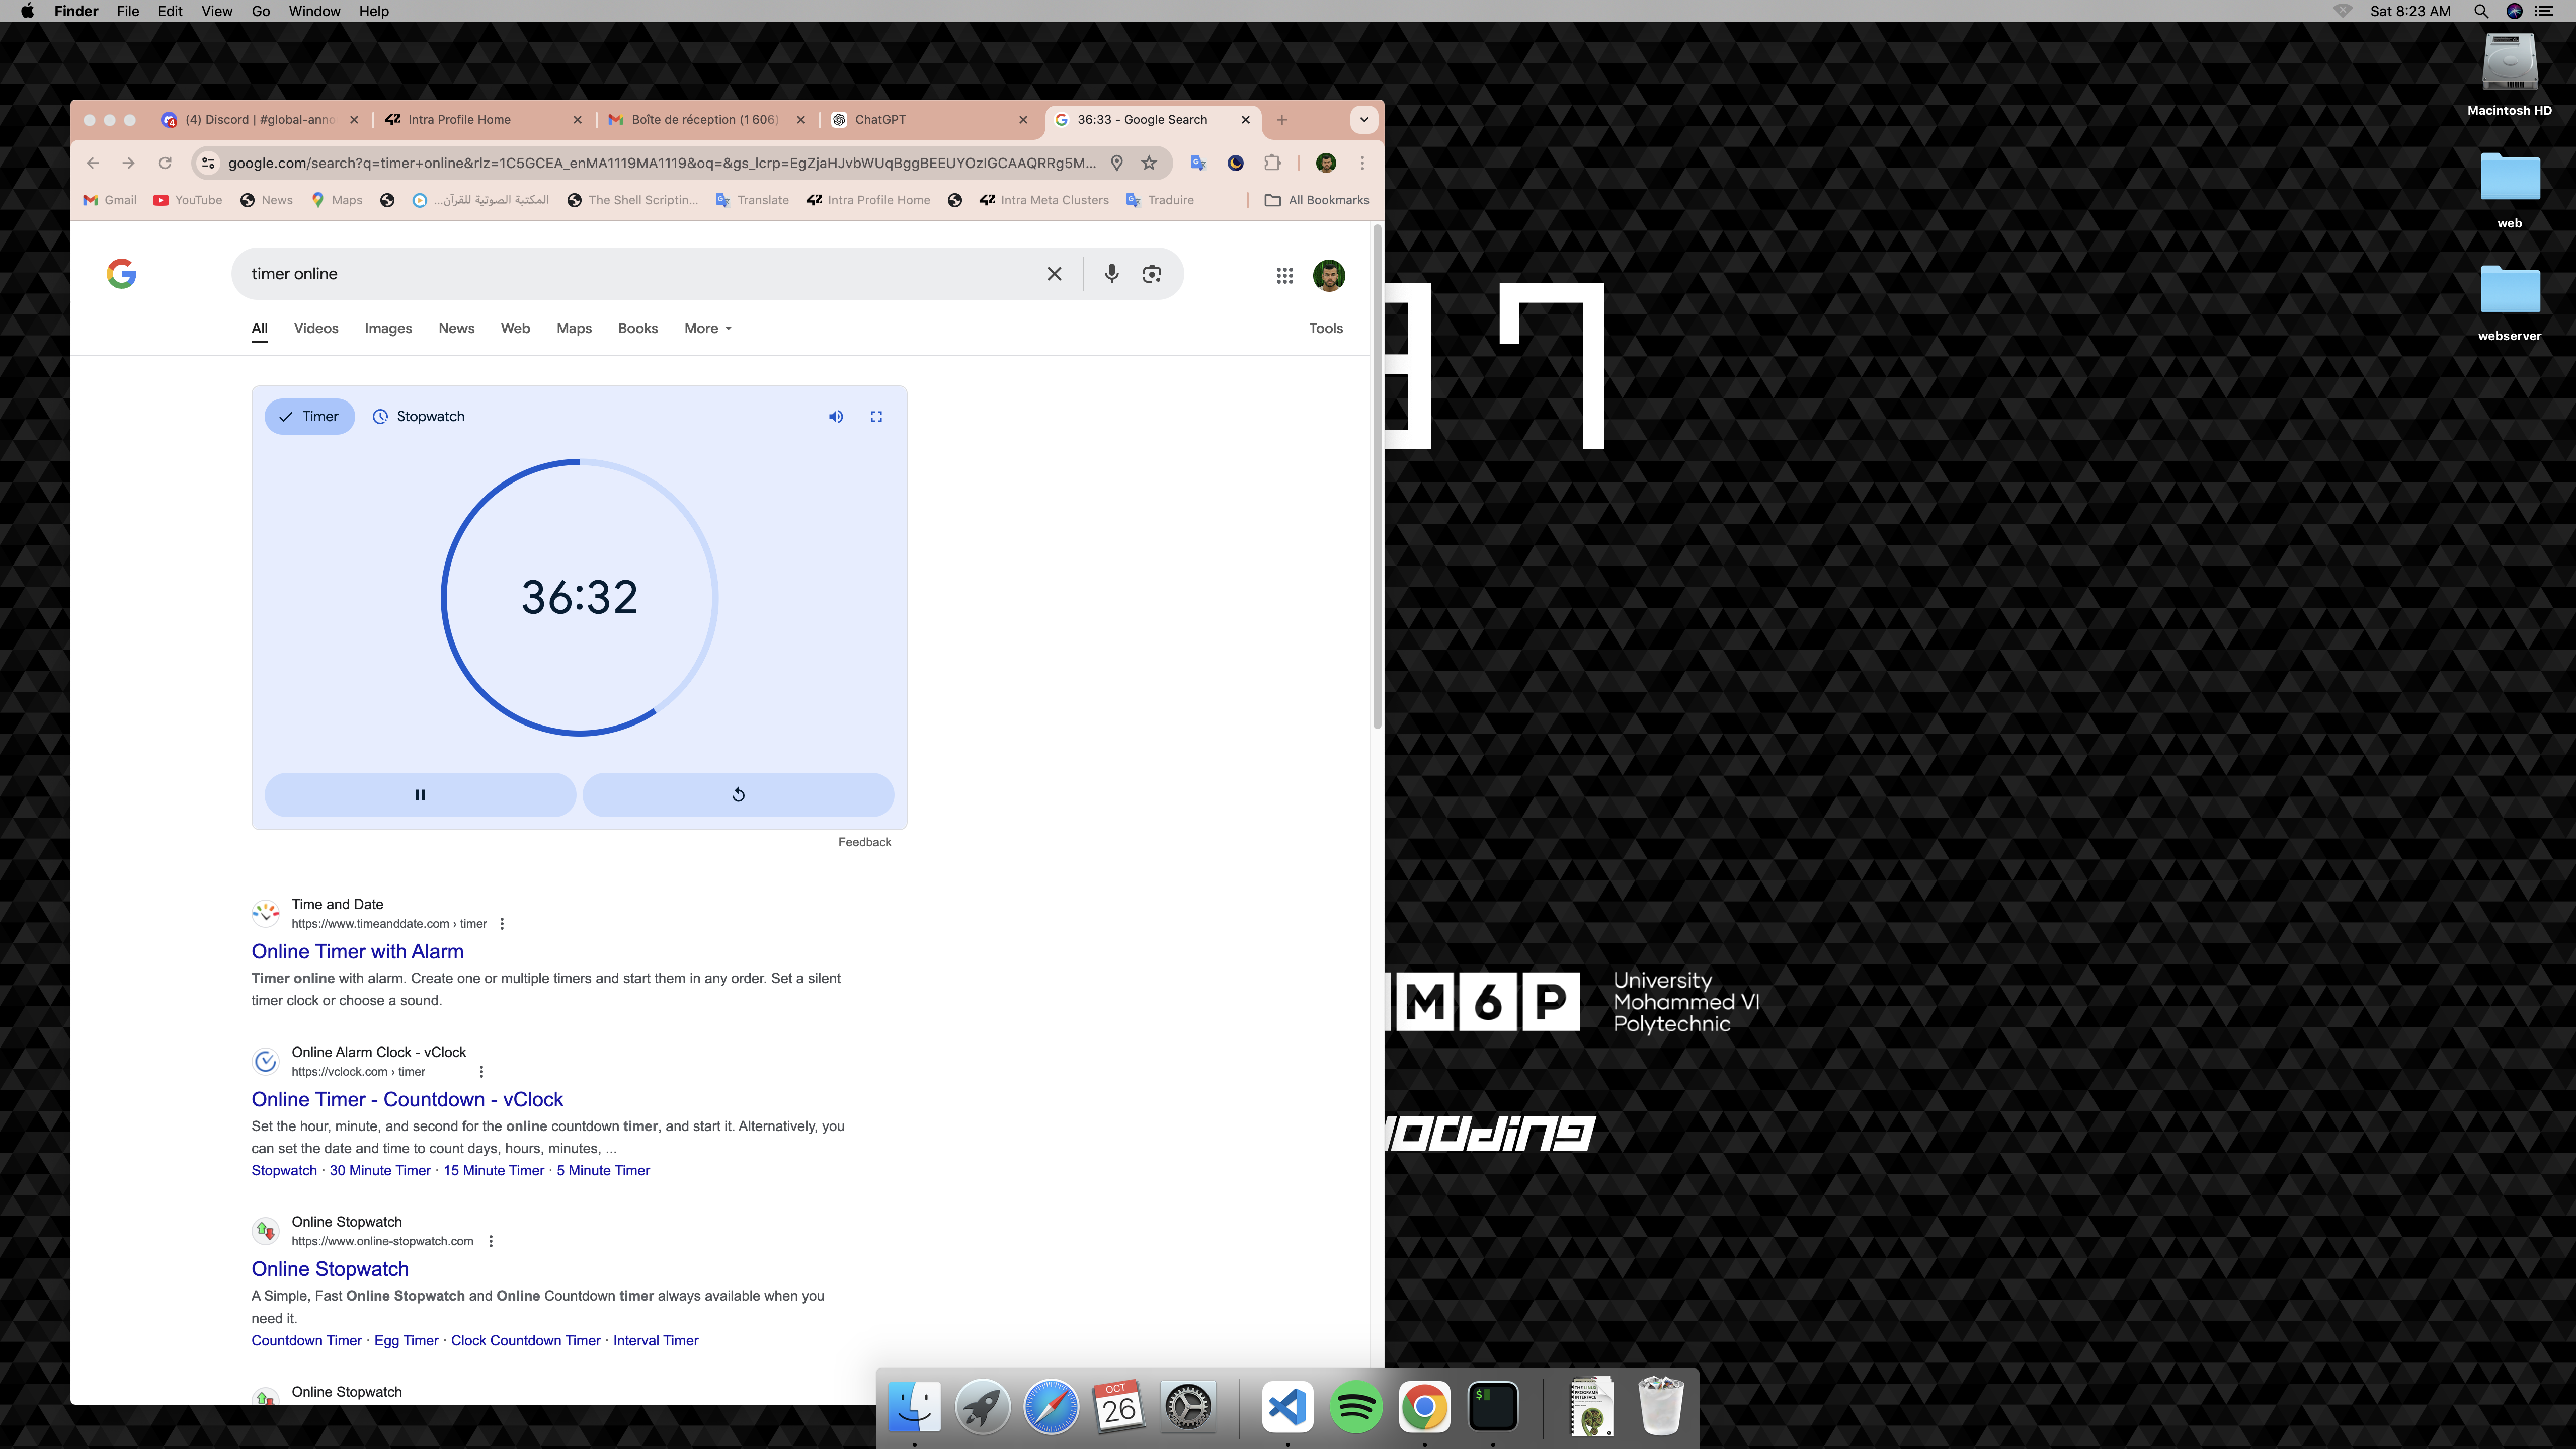 Finder File Edit View Go Window Help
Sat 8:23 AM
Macintosh HD
web
webserver
(4) Discord | #global-anno
Intra Profile Home
Boîte de réception (1 606)
ChatGPT
36:33 - Google Search
google.com/search?q=timer+online&rlz=1C5GCEA_enMA1119MA1119&oq=&gs_lcrp=EgZjaHJvbWUqBggBEEUYOzIGCAAQRRg5M...
Gmail YouTube News Maps المكتبة الصوتية للقرآن... The Shell Scriptin... Translate Intra Profile Home Intra Meta Clusters Traduire All Bookmarks
timer online
All Videos Images News Web Maps Books More Tools
Timer Stopwatch
36:32
Feedback
Time and Date
https://www.timeanddate.com › timer
Online Timer with Alarm
Timer online with alarm. Create one or multiple timers and start them in any order. Set a silent
timer clock or choose a sound.
Online Alarm Clock - vClock
https://vclock.com › timer
Online Timer - Countdown - vClock
Set the hour, minute, and second for the online countdown timer, and start it. Alternatively, you
can set the date and time to count days, hours, minutes, ...
Stopwatch · 30 Minute Timer · 15 Minute Timer · 5 Minute Timer
Online Stopwatch
https://www.online-stopwatch.com
Online Stopwatch
A Simple, Fast Online Stopwatch and Online Countdown timer always available when you
need it.
Countdown Timer · Egg Timer · Clock Countdown Timer · Interval Timer
Online Stopwatch
M6P
University
Mohammed VI
Polytechnic
OCT
26